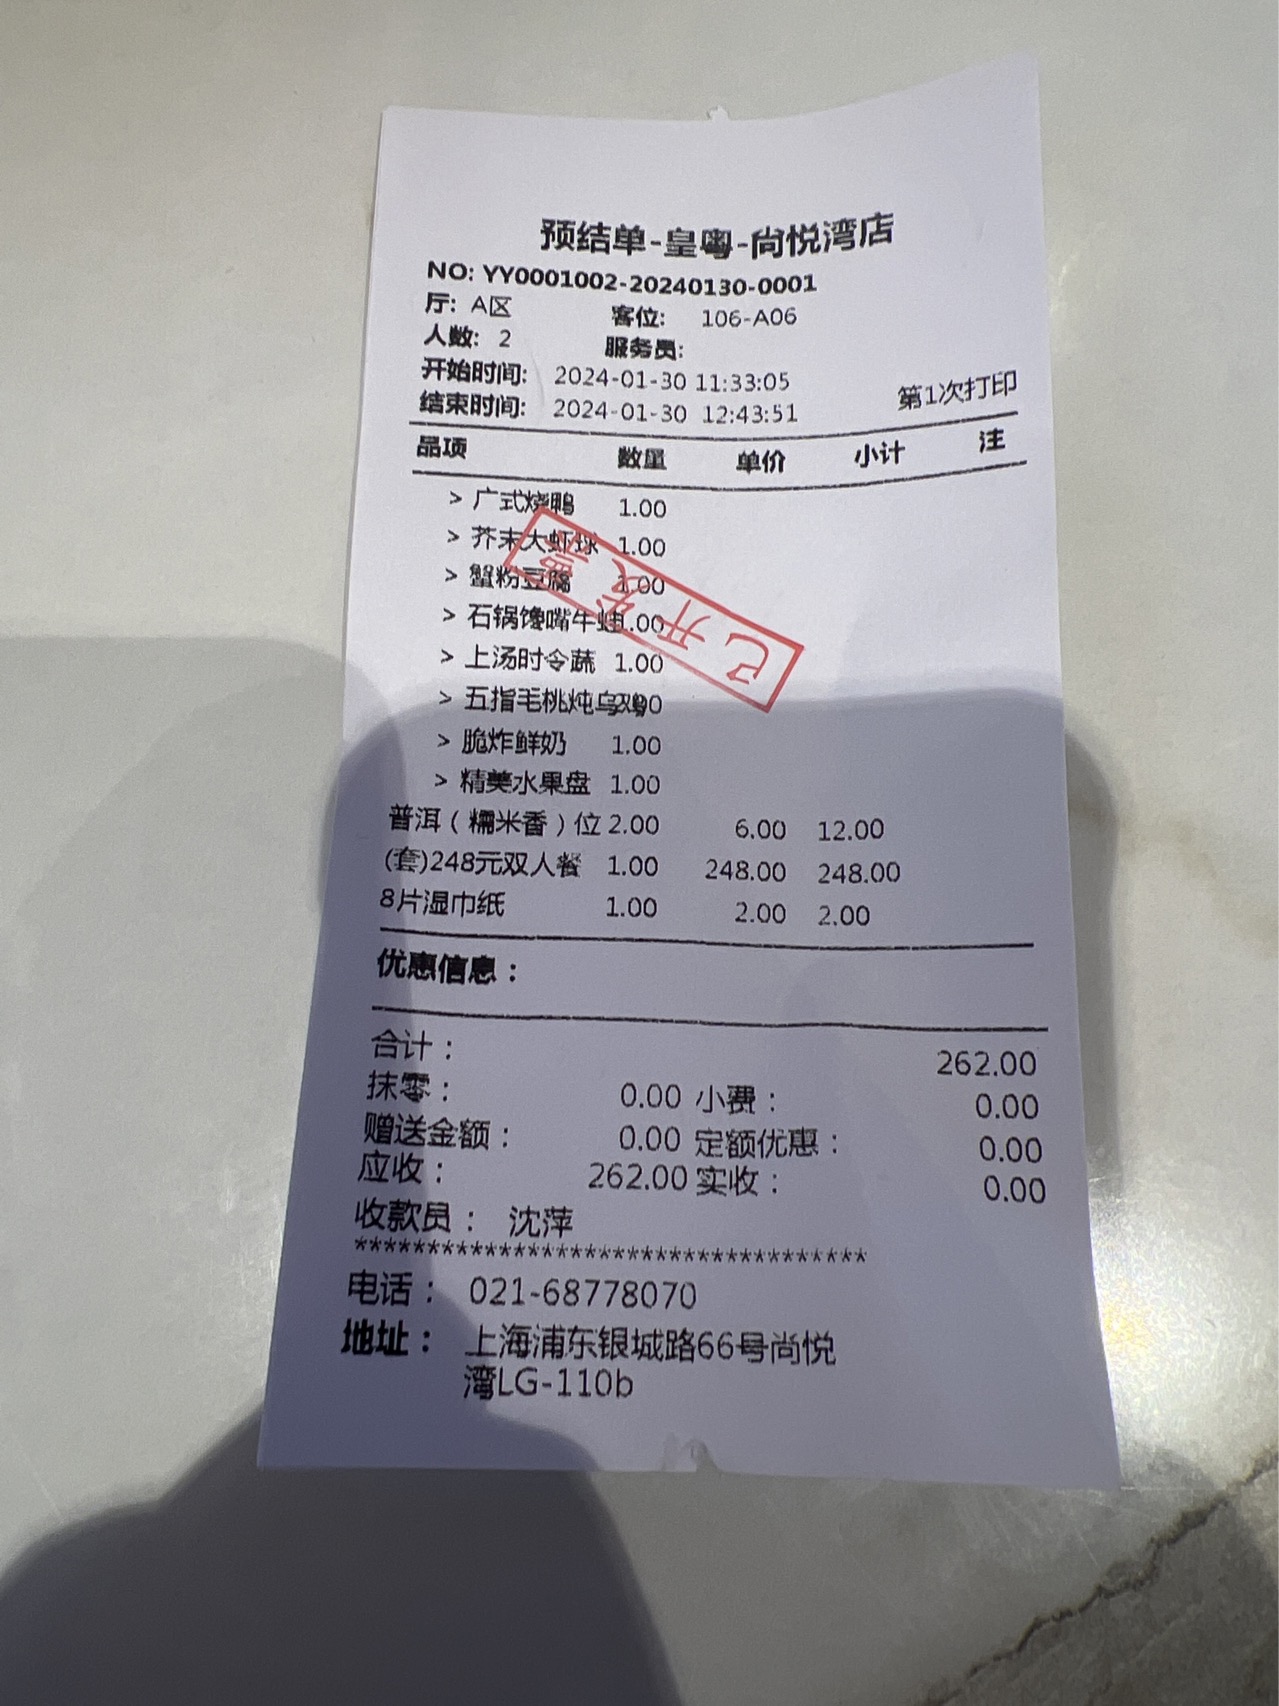 预结单-皇粤-尚悦湾店
NO: YY0001002-20240130-0001
厅: A区 客位: 106-A06
人数: 2 服务员:
开始时间: 2024-01-30 11:33:05
结束时间: 2024-01-30 12:43:51 第1次打印
品项 数量 单价 小计 注
> 广式烧鸭 1.00
> 芥末大虾球 1.00
> 蟹粉豆腐 1.00
> 石锅馋嘴牛蛙 1.00
> 上汤时令蔬 1.00
> 五指毛桃炖乌鸡
> 脆炸鲜奶 1.00
> 精美水果盘 1.00
普洱（糯米香）位 2.00 6.00 12.00
(套)248元双人餐 1.00 248.00 248.00
8片湿巾纸 1.00 2.00 2.00
优惠信息：
合计： 262.00
抹零： 0.00 小费： 0.00
赠送金额： 0.00 定额优惠： 0.00
应收： 262.00 实收： 0.00
收款员： 沈萍
************************************
电话： 021-68778070
地址： 上海浦东银城路66号尚悦
湾LG-110b
已开发票